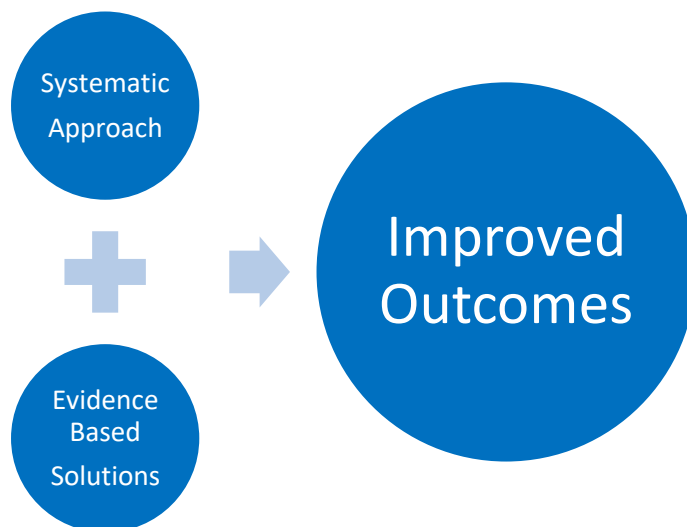 Systematic
Approach
Evidence
Based
Solutions
Improved
Outcomes